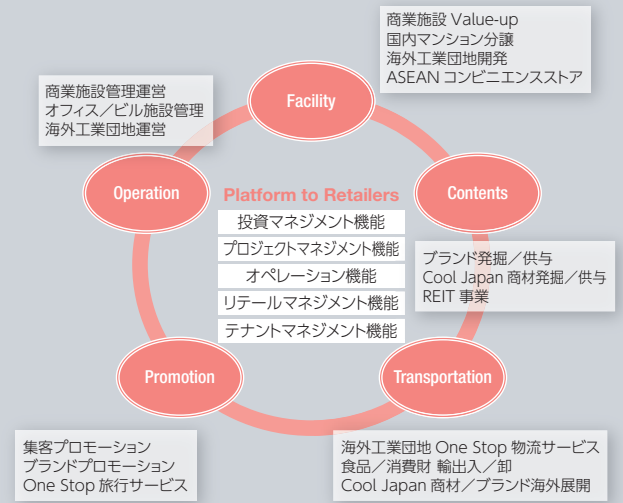 商業施設 Value-up
国内マンション分譲
海外工業団地開発
ASEAN コンビニエンスストア
Facility
商業施設管理運営
オフィス／ビル施設管理
海外工業団地運営
Operation
Contents
Platform to Retailers
投資マネジメント機能
プロジェクトマネジメント機能
オペレーション機能
リテールマネジメント機能
テナントマネジメント機能
ブランド発掘／供与
Cool Japan 商材発掘／供与
REIT 事業
Promotion
Transportation
集客プロモーション
ブランドプロモーション
One Stop 旅行サービス
海外工業団地 One Stop 物流サービス
食品／消費財 輸出入／卸
Cool Japan 商材／ブランド海外展開